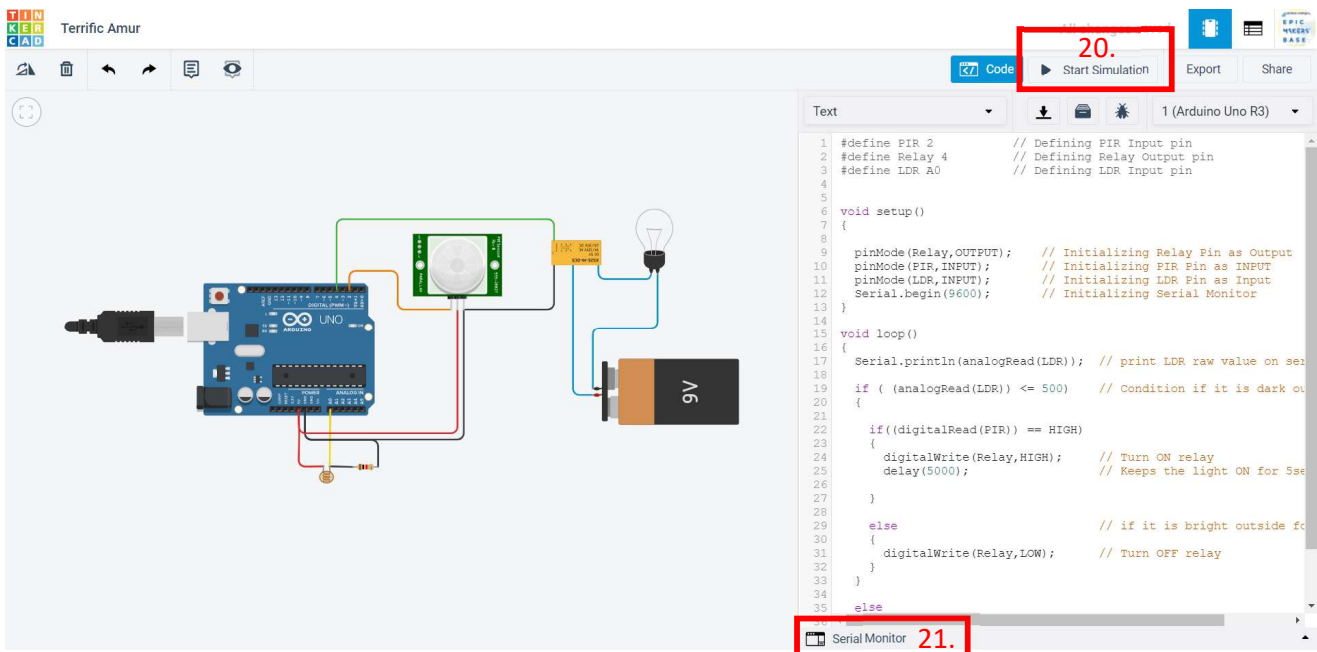 TIN
KER
CAD
Terrific Amur
20.
EPIC
MAKERS'
BASE
Code
Start Simulation
Export
Share
Text
1 (Arduino Uno R3)
1 #define PIR 2 // Defining PIR Input pin
2 #define Relay 4 // Defining Relay Output pin
3 #define LDR A0 // Defining LDR Input pin
4
5
6 void setup()
7 {
8
9 pinMode(Relay,OUTPUT); // Initializing Relay Pin as Output
10 pinMode(PIR,INPUT); // Initializing PIR Pin as INPUT
11 pinMode(LDR,INPUT); // Initializing LDR Pin as Input
12 Serial.begin(9600); // Initializing Serial Monitor
13 }
14
15 void loop()
16 {
17 Serial.println(analogRead(LDR)); // print LDR raw value on ser
18
19 if ( (analogRead(LDR)) <= 500) // Condition if it is dark ou
20 {
21
22 if((digitalRead(PIR)) == HIGH)
23 {
24 digitalWrite(Relay,HIGH); // Turn ON relay
25 delay(5000); // Keeps the light ON for 5se
26
27 }
28
29 else // if it is bright outside fo
30 {
31 digitalWrite(Relay,LOW); // Turn OFF relay
32 }
33 }
34
35 else
Serial Monitor 21.
DIGITAL (PWM~)
UNO
ARDUINO
POWER ANALOG IN
9V